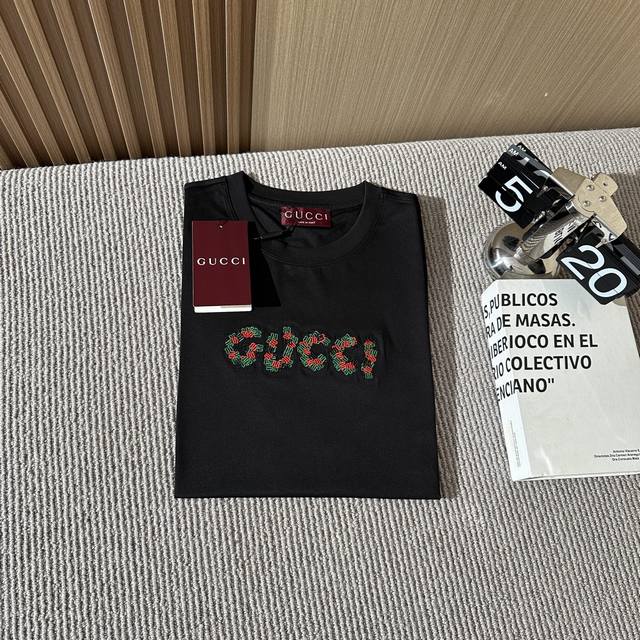 GUCCI
GUCCI
GUCCI
5
20
PUBLICOS
RA DE MASAS.
IBERIOCO EN EL
RIO COLECTIVO
ENCIANO"